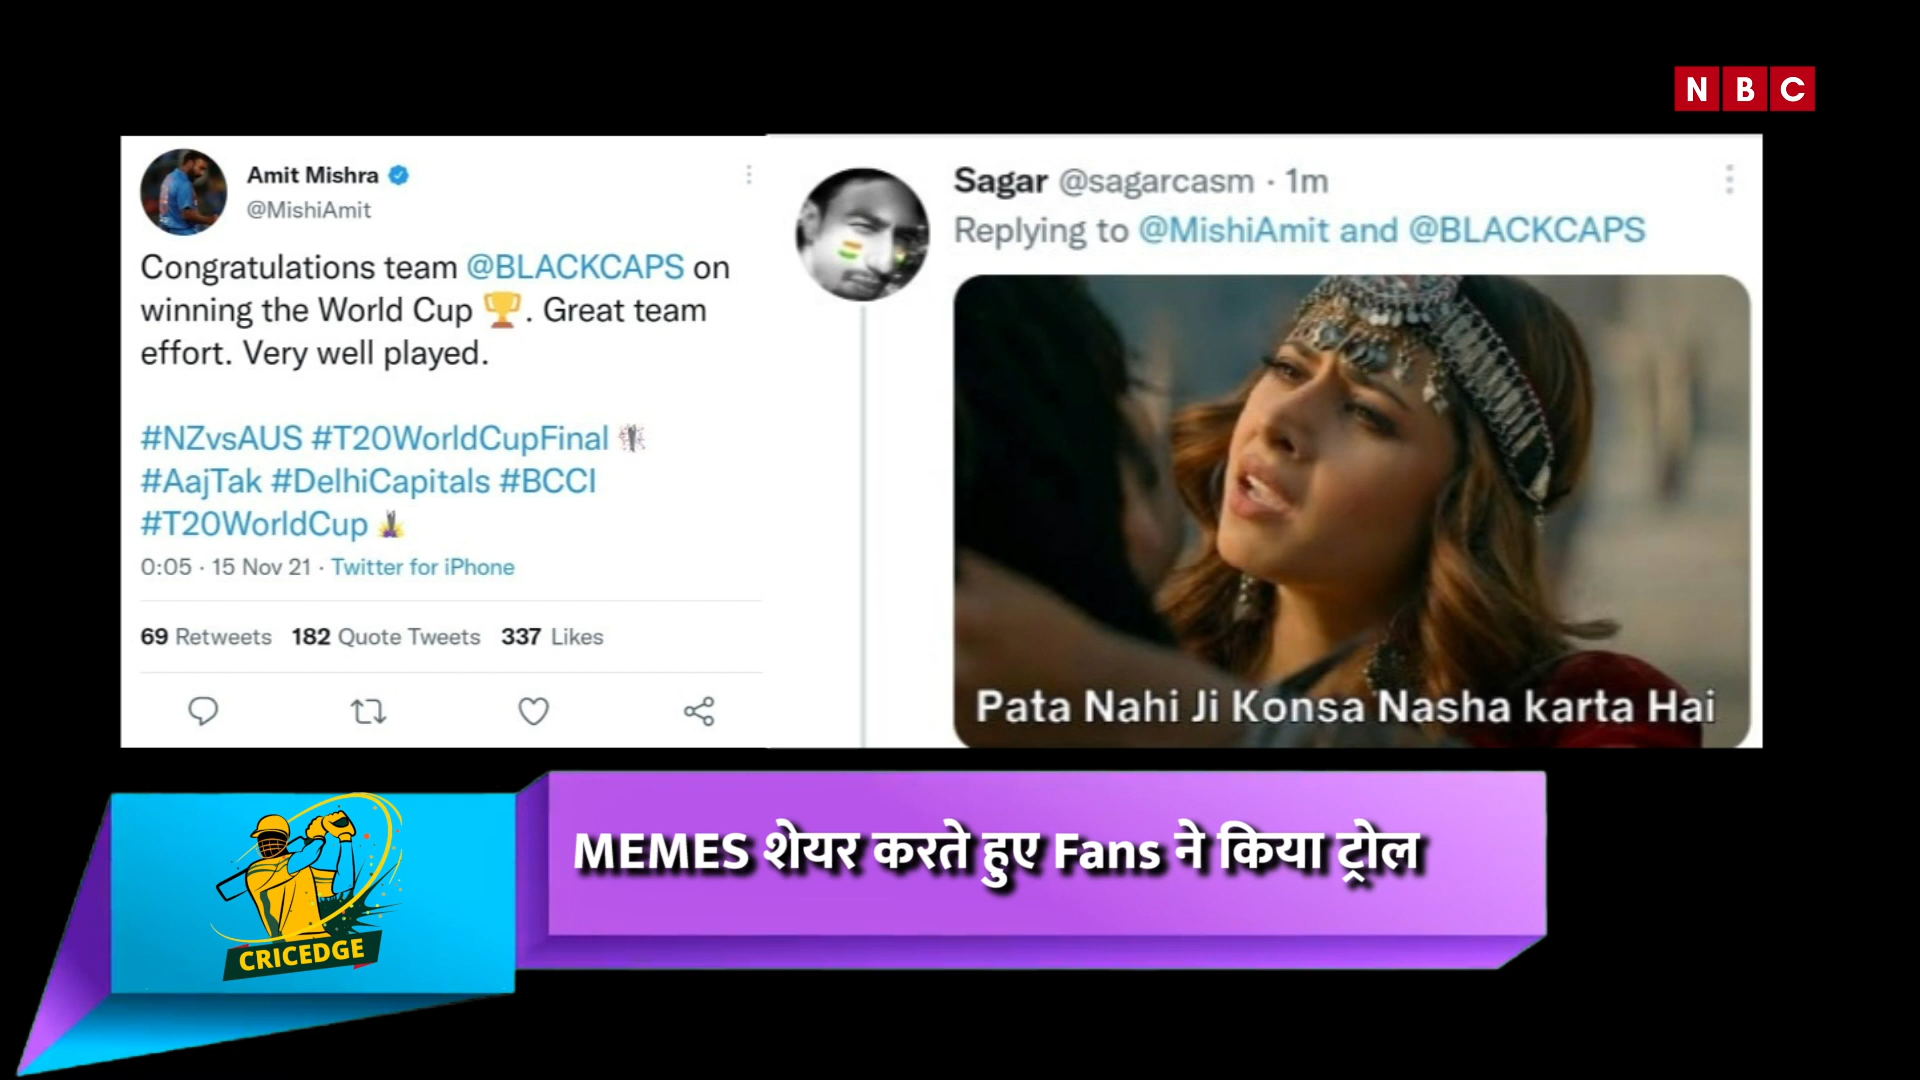 N B C
Amit Mishra
@MishiAmit
Congratulations team @BLACKCAPS on
winning the World Cup 🏆. Great team
effort. Very well played.
#NZvsAUS #T20WorldCupFinal
#AajTak #DelhiCapitals #BCCI
#T20WorldCup
0:05 · 15 Nov 21 · Twitter for iPhone
69 Retweets 182 Quote Tweets 337 Likes
Sagar @sagarcasm · 1m
Replying to @MishiAmit and @BLACKCAPS
Pata Nahi Ji Konsa Nasha karta Hai
MEMES शेयर करते हुए Fans ने किया ट्रोल
CRICEDGE